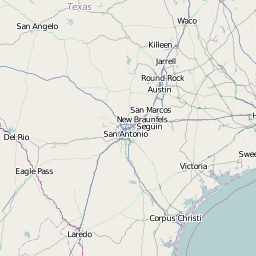 Texas
Waco
San Angelo
Killeen
Jarrell
Round Rock
Austin
San Marcos
New Braunfels
Seguin
San Antonio
Del Rio
Victoria
Eagle Pass
Corpus Christi
Laredo